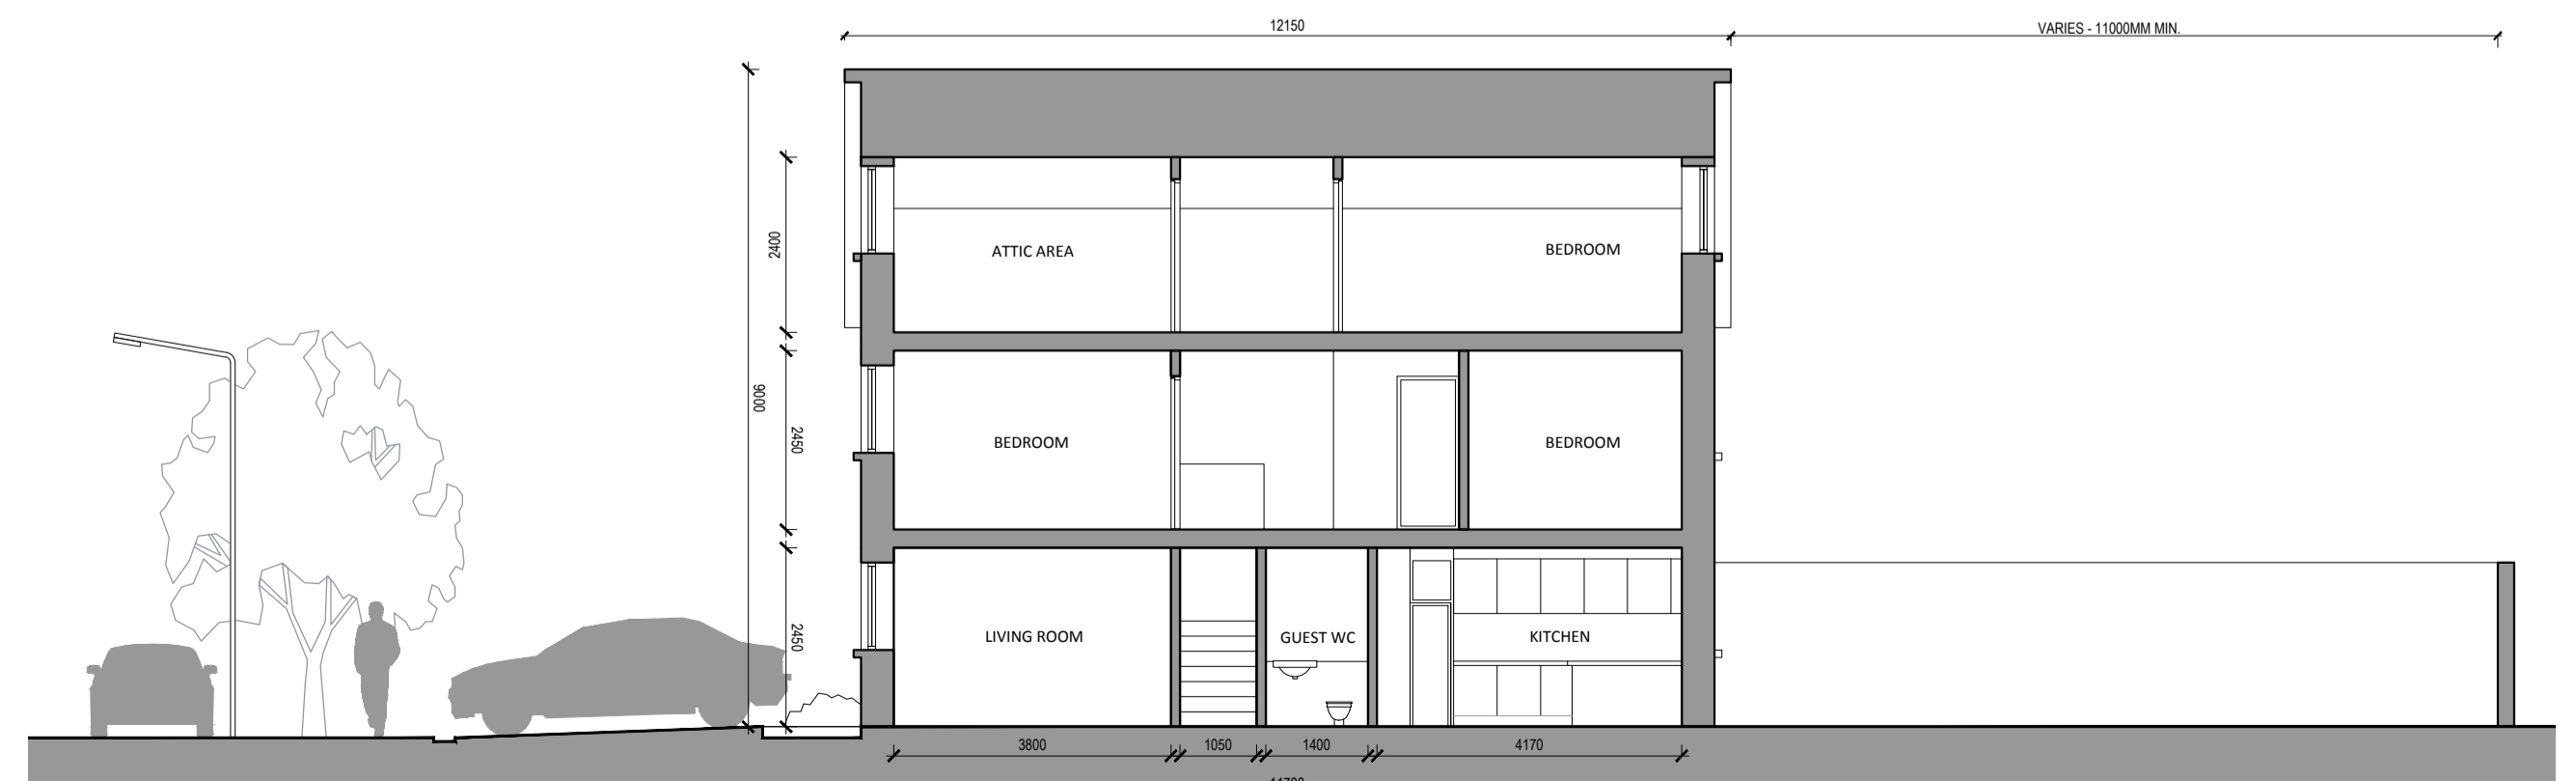 12150
VARIES - 11000MM MIN.
2400
ATTIC AREA
BEDROOM
9000
2450
BEDROOM
BEDROOM
2450
LIVING ROOM
GUEST WC
KITCHEN
3800
1050
1400
4170